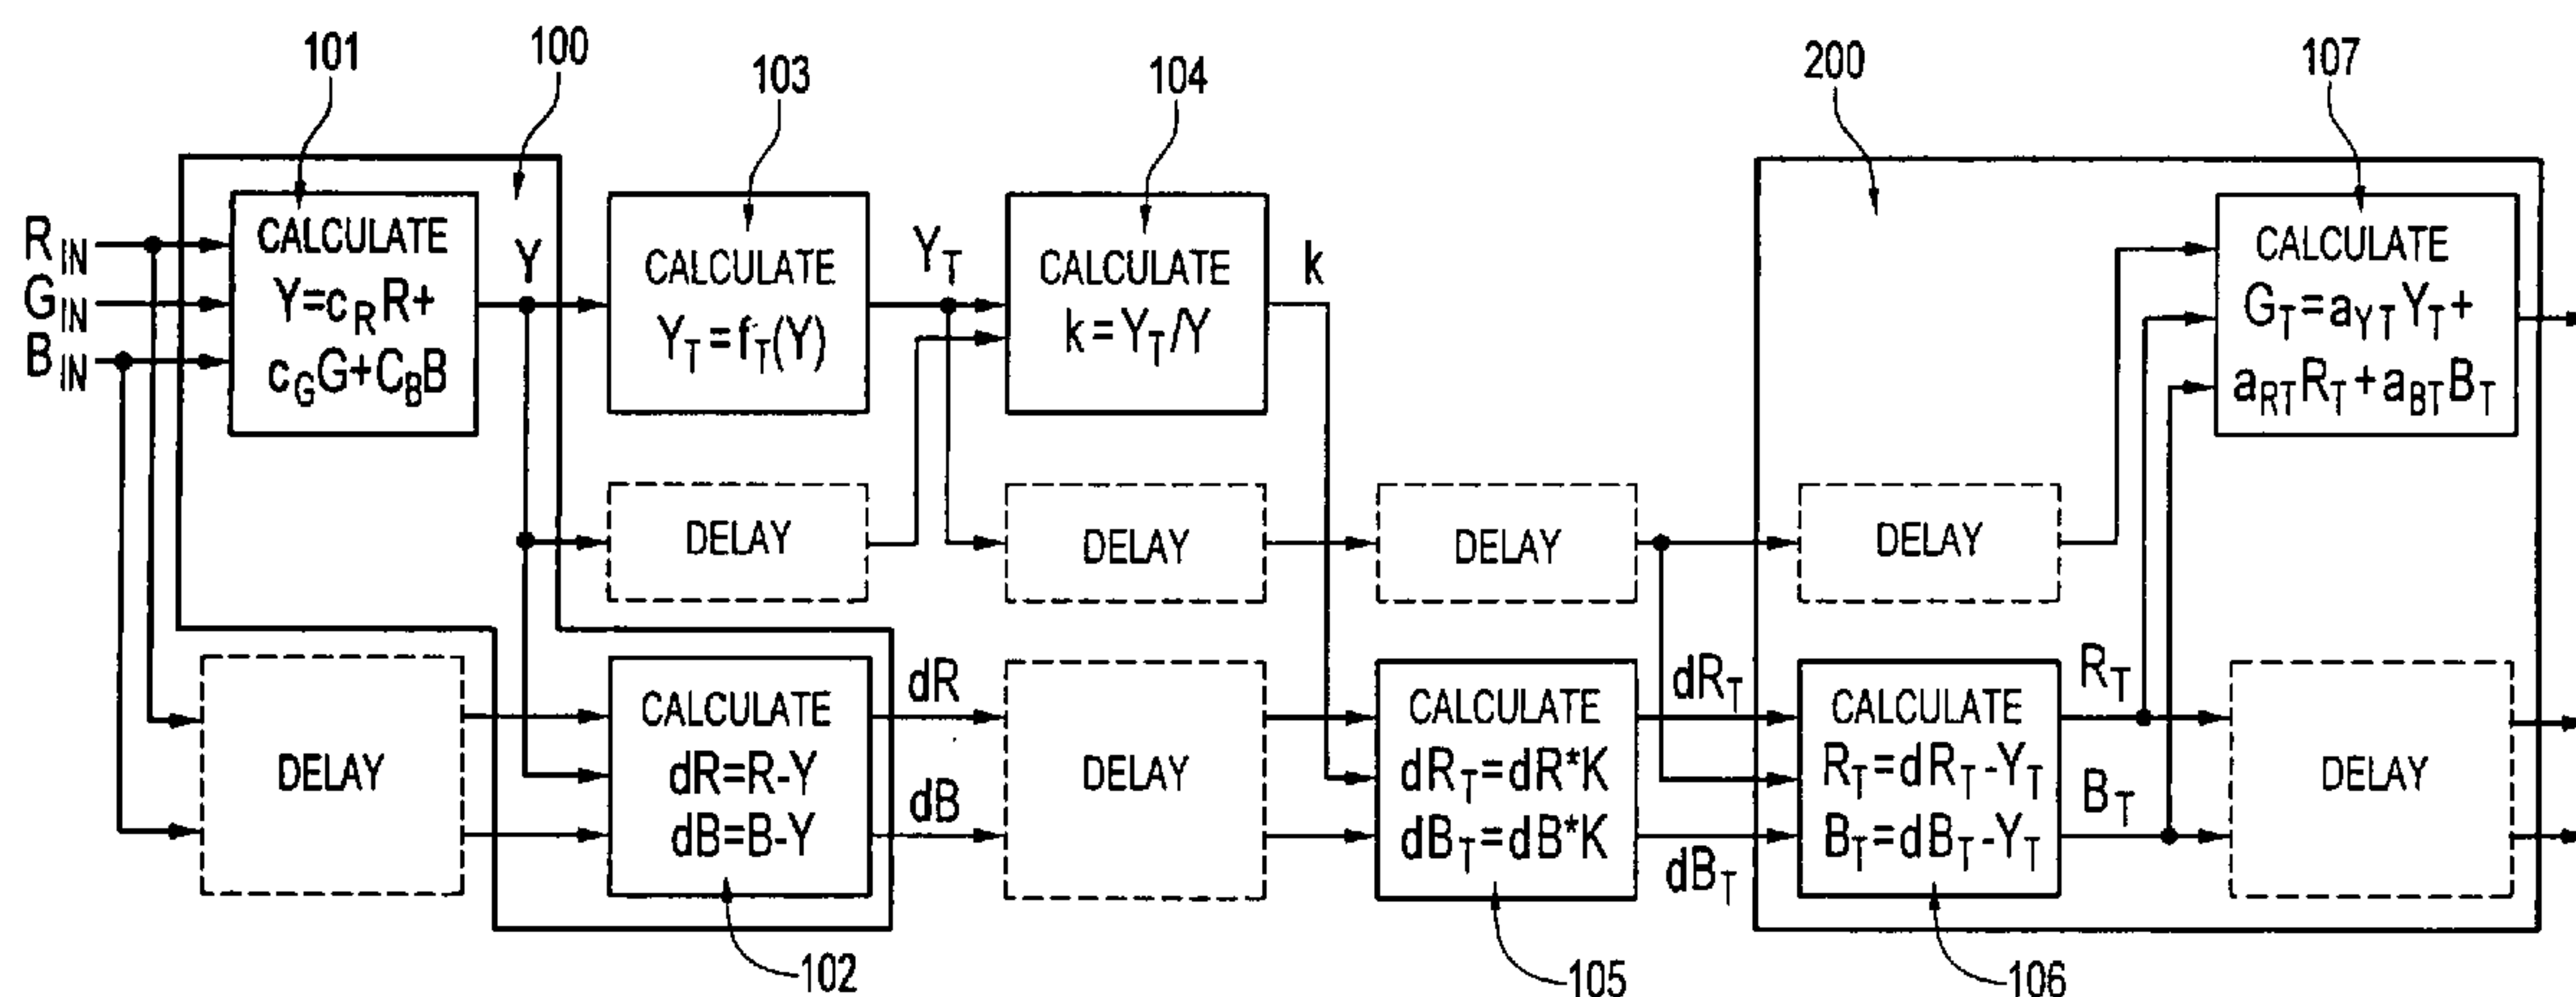 101
100
103
104
200
107
R_IN
G_IN
B_IN
CALCULATE
Y=c_R R+
c_G G+C_B B
Y
CALCULATE
Y_T=f_T(Y)
Y_T
CALCULATE
k=Y_T/Y
k
CALCULATE
G_T=a_YT Y_T+
a_RT R_T+a_BT B_T
DELAY
DELAY
DELAY
DELAY
DELAY
CALCULATE
dR=R-Y
dB=B-Y
dR
dB
DELAY
CALCULATE
dR_T=dR*K
dB_T=dB*K
dR_T
dB_T
CALCULATE
R_T=dR_T-Y_T
B_T=dB_T-Y_T
R_T
B_T
DELAY
102
105
106